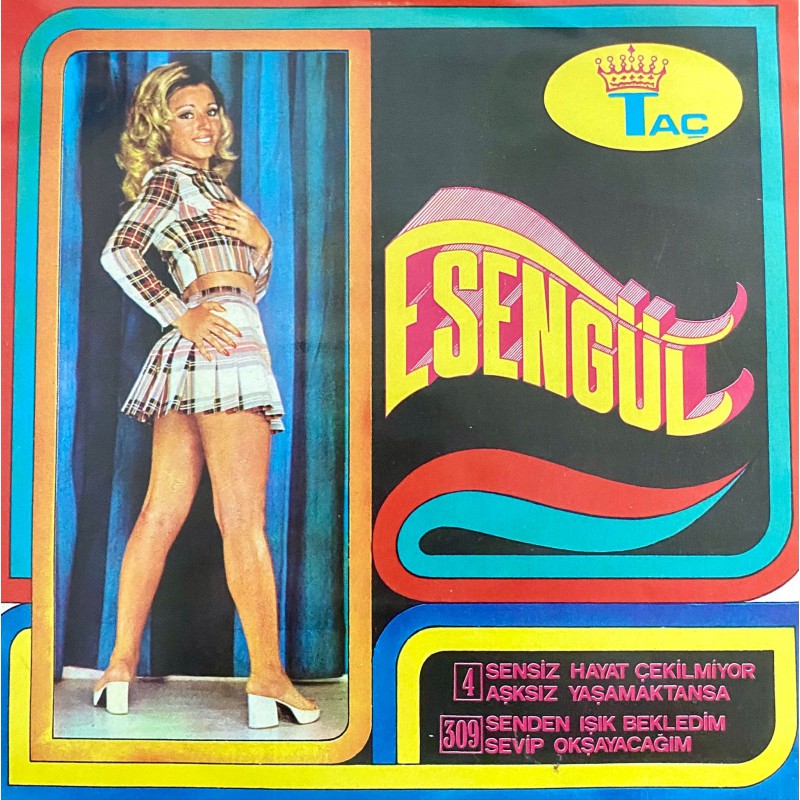 TAÇ
ESENGÜL
4 SENSİZ HAYAT ÇEKİLMİYOR
AŞKSIZ YAŞAMAKTANSA
309 SENDEN IŞIK BEKLEDİM
SEVİP OKŞAYACAĞIM